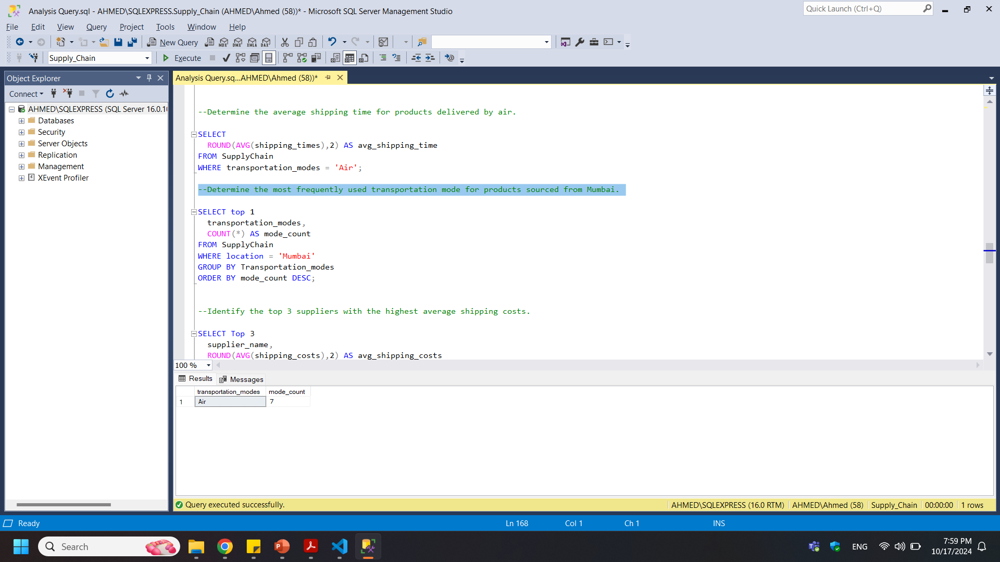 Analysis Query.sql - AHMED\SQLEXPRESS.Supply_Chain (AHMED\Ahmed (58))* - Microsoft SQL Server Management Studio
Quick Launch (Ctrl+Q)
File Edit View Query Project Tools Window Help
New Query MDX DMX XMLA DAX
Supply_Chain Execute
Object Explorer
Analysis Query.sq...AHMED\Ahmed (58))*
Connect
AHMED\SQLEXPRESS (SQL Server 16.0.10
Databases
Security
Server Objects
Replication
Management
XEvent Profiler
--Determine the average shipping time for products delivered by air.
SELECT
ROUND(AVG(shipping_times),2) AS avg_shipping_time
FROM SupplyChain
WHERE transportation_modes = 'Air';
--Determine the most frequently used transportation mode for products sourced from Mumbai.
SELECT top 1
transportation_modes,
COUNT(*) AS mode_count
FROM SupplyChain
WHERE location = 'Mumbai'
GROUP BY Transportation_modes
ORDER BY mode_count DESC;
--Identify the top 3 suppliers with the highest average shipping costs.
SELECT Top 3
supplier_name,
ROUND(AVG(shipping_costs),2) AS avg_shipping_costs
100 %
Results Messages
transportation_modes mode_count
1 Air 7
Query executed successfully.
AHMED\SQLEXPRESS (16.0 RTM) AHMED\Ahmed (58) Supply_Chain 00:00:00 1 rows
Ready Ln 168 Col 1 Ch 1 INS
Search
ENG
7:59 PM
10/17/2024